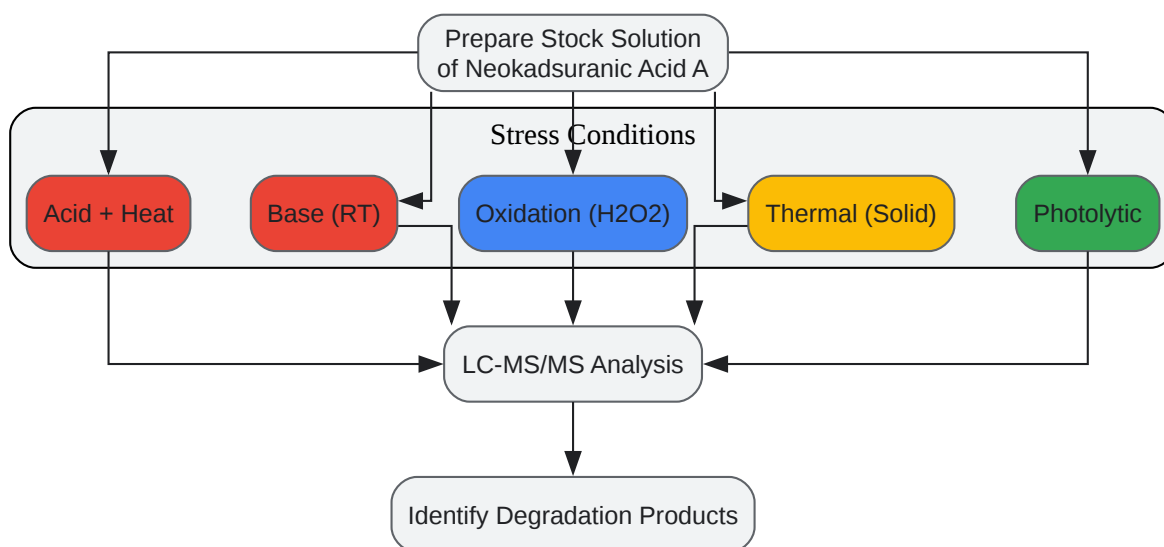 Prepare Stock Solution
of Neokadsuranic Acid A
Stress Conditions
Acid + Heat
Base (RT)
Oxidation (H2O2)
Thermal (Solid)
Photolytic
LC-MS/MS Analysis
Identify Degradation Products